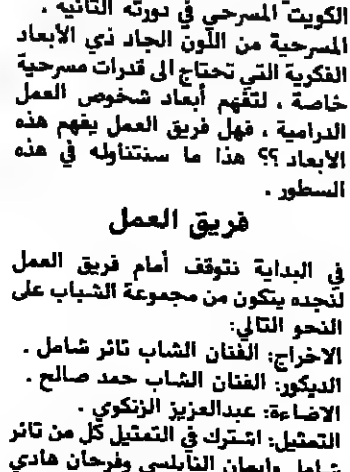 الكويت المسرحي في دورته الثانيه .
المسرحية من اللون الجاد ذي الأبعاد
الفكرية التي تحتاج الى قدرات مسرحية
خاصة ، لتفهم أبعاد شخوص العمل
الدرامية ، فهل فريق العمل يفهم هذه
الابعاد ؟؟ هذا ما سنتناوله في هذه
السطور .
فريق العمل
في البداية نتوقف أمام فريق العمل
لنجده يتكون من مجموعة الشباب على
النحو التالي:
الاخراج: الفنان الشاب ثائر شامل .
الديكور: الفنان الشاب حمد صالح .
الاضاءة: عبدالعزيز الزنكوي .
التمثيل: اشترك في التمثيل كل من ثائر
شامل وايمان النابلسي وفرحان هادي